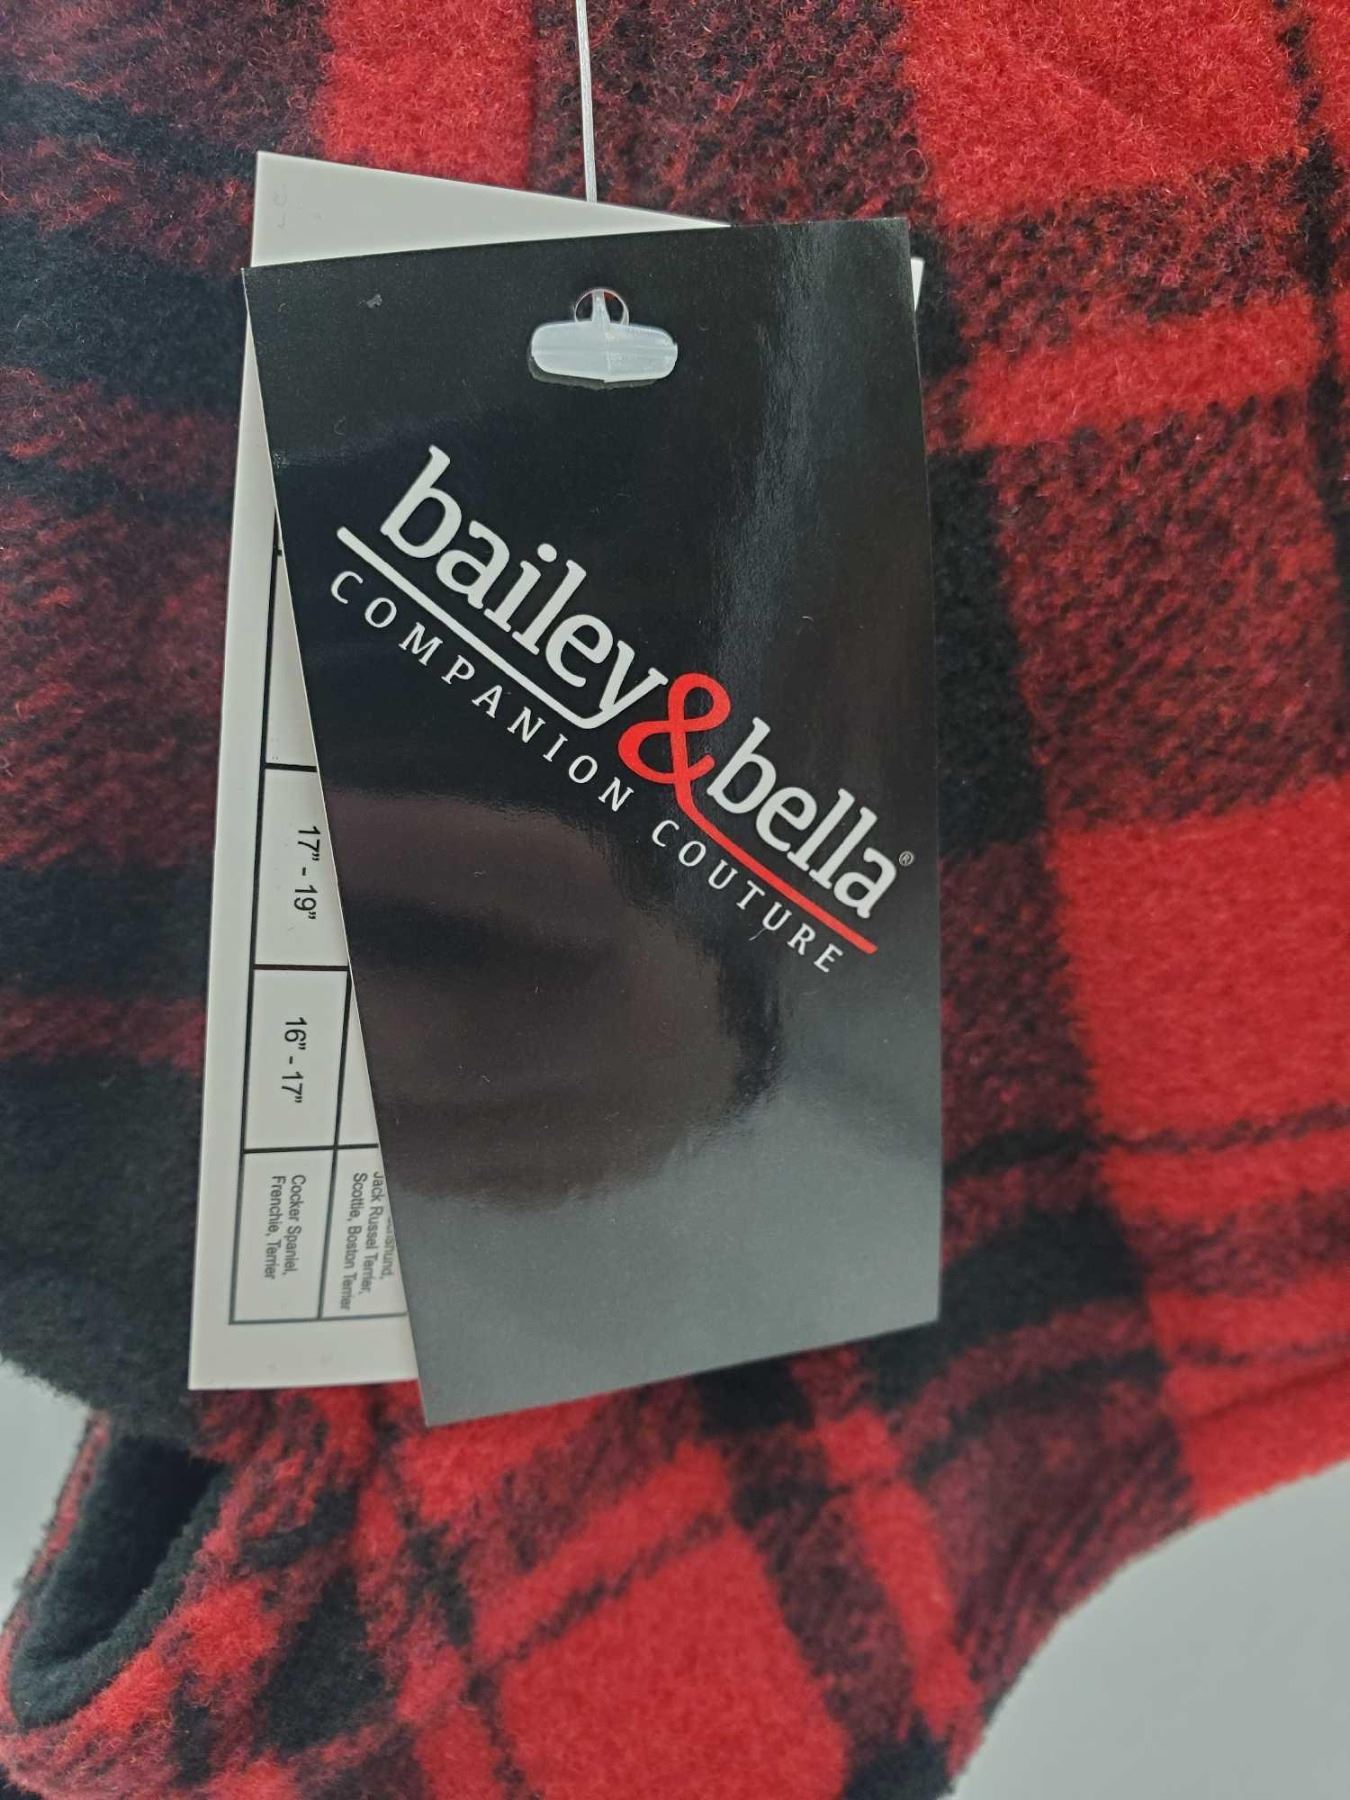 bailey&bella®
COMPANION COUTURE
17” - 19”
16” - 17”
Cocker Spaniel,
Frenchie, Terrier
Jack Russel Terrier,
Scottie, Boston Terrier